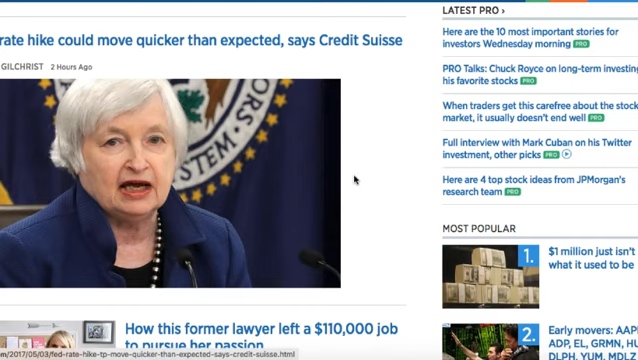 rate hike could move quicker than expected, says Credit Suisse
GILCHRIST 2 Hours Ago
ORS
STEM
How this former lawyer left a $110,000 job
to pursue her passion
om/2017/05/03/fed-rate-hike-tp-move-quicker-than-expected-says-credit-suisse.html
LATEST PRO ›
Here are the 10 most important stories for
investors Wednesday morning PRO
PRO Talks: Chuck Royce on long-term investing,
his favorite stocks PRO
When traders get this carefree about the stock
market, it usually doesn't end well PRO
Full interview with Mark Cuban on his Twitter
investment, other picks PRO
Here are 4 top stock ideas from JPMorgan's
research team PRO
MOST POPULAR
1.
$1 million just isn't
what it used to be
2.
Early movers: AAP
ADP, EL, GRMN, HU
DLPH, YUM, MDLZ